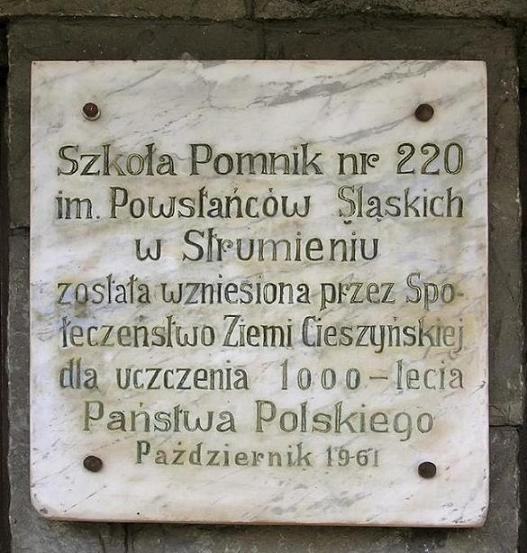 Szkoła Pomnik nr 220
im. Powstańców Śląskich
w Strumieniu
została wzniesiona przez Spo-
łeczeństwo Ziemi Cieszyńskiej
dla uczczenia 1000-lecia
Państwa Polskiego
Październik 1961